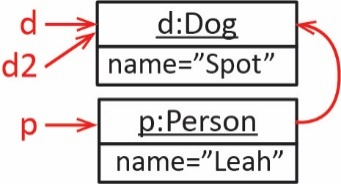 d
d:Dog
d2
name=”Spot”
p
p:Person
name=”Leah”